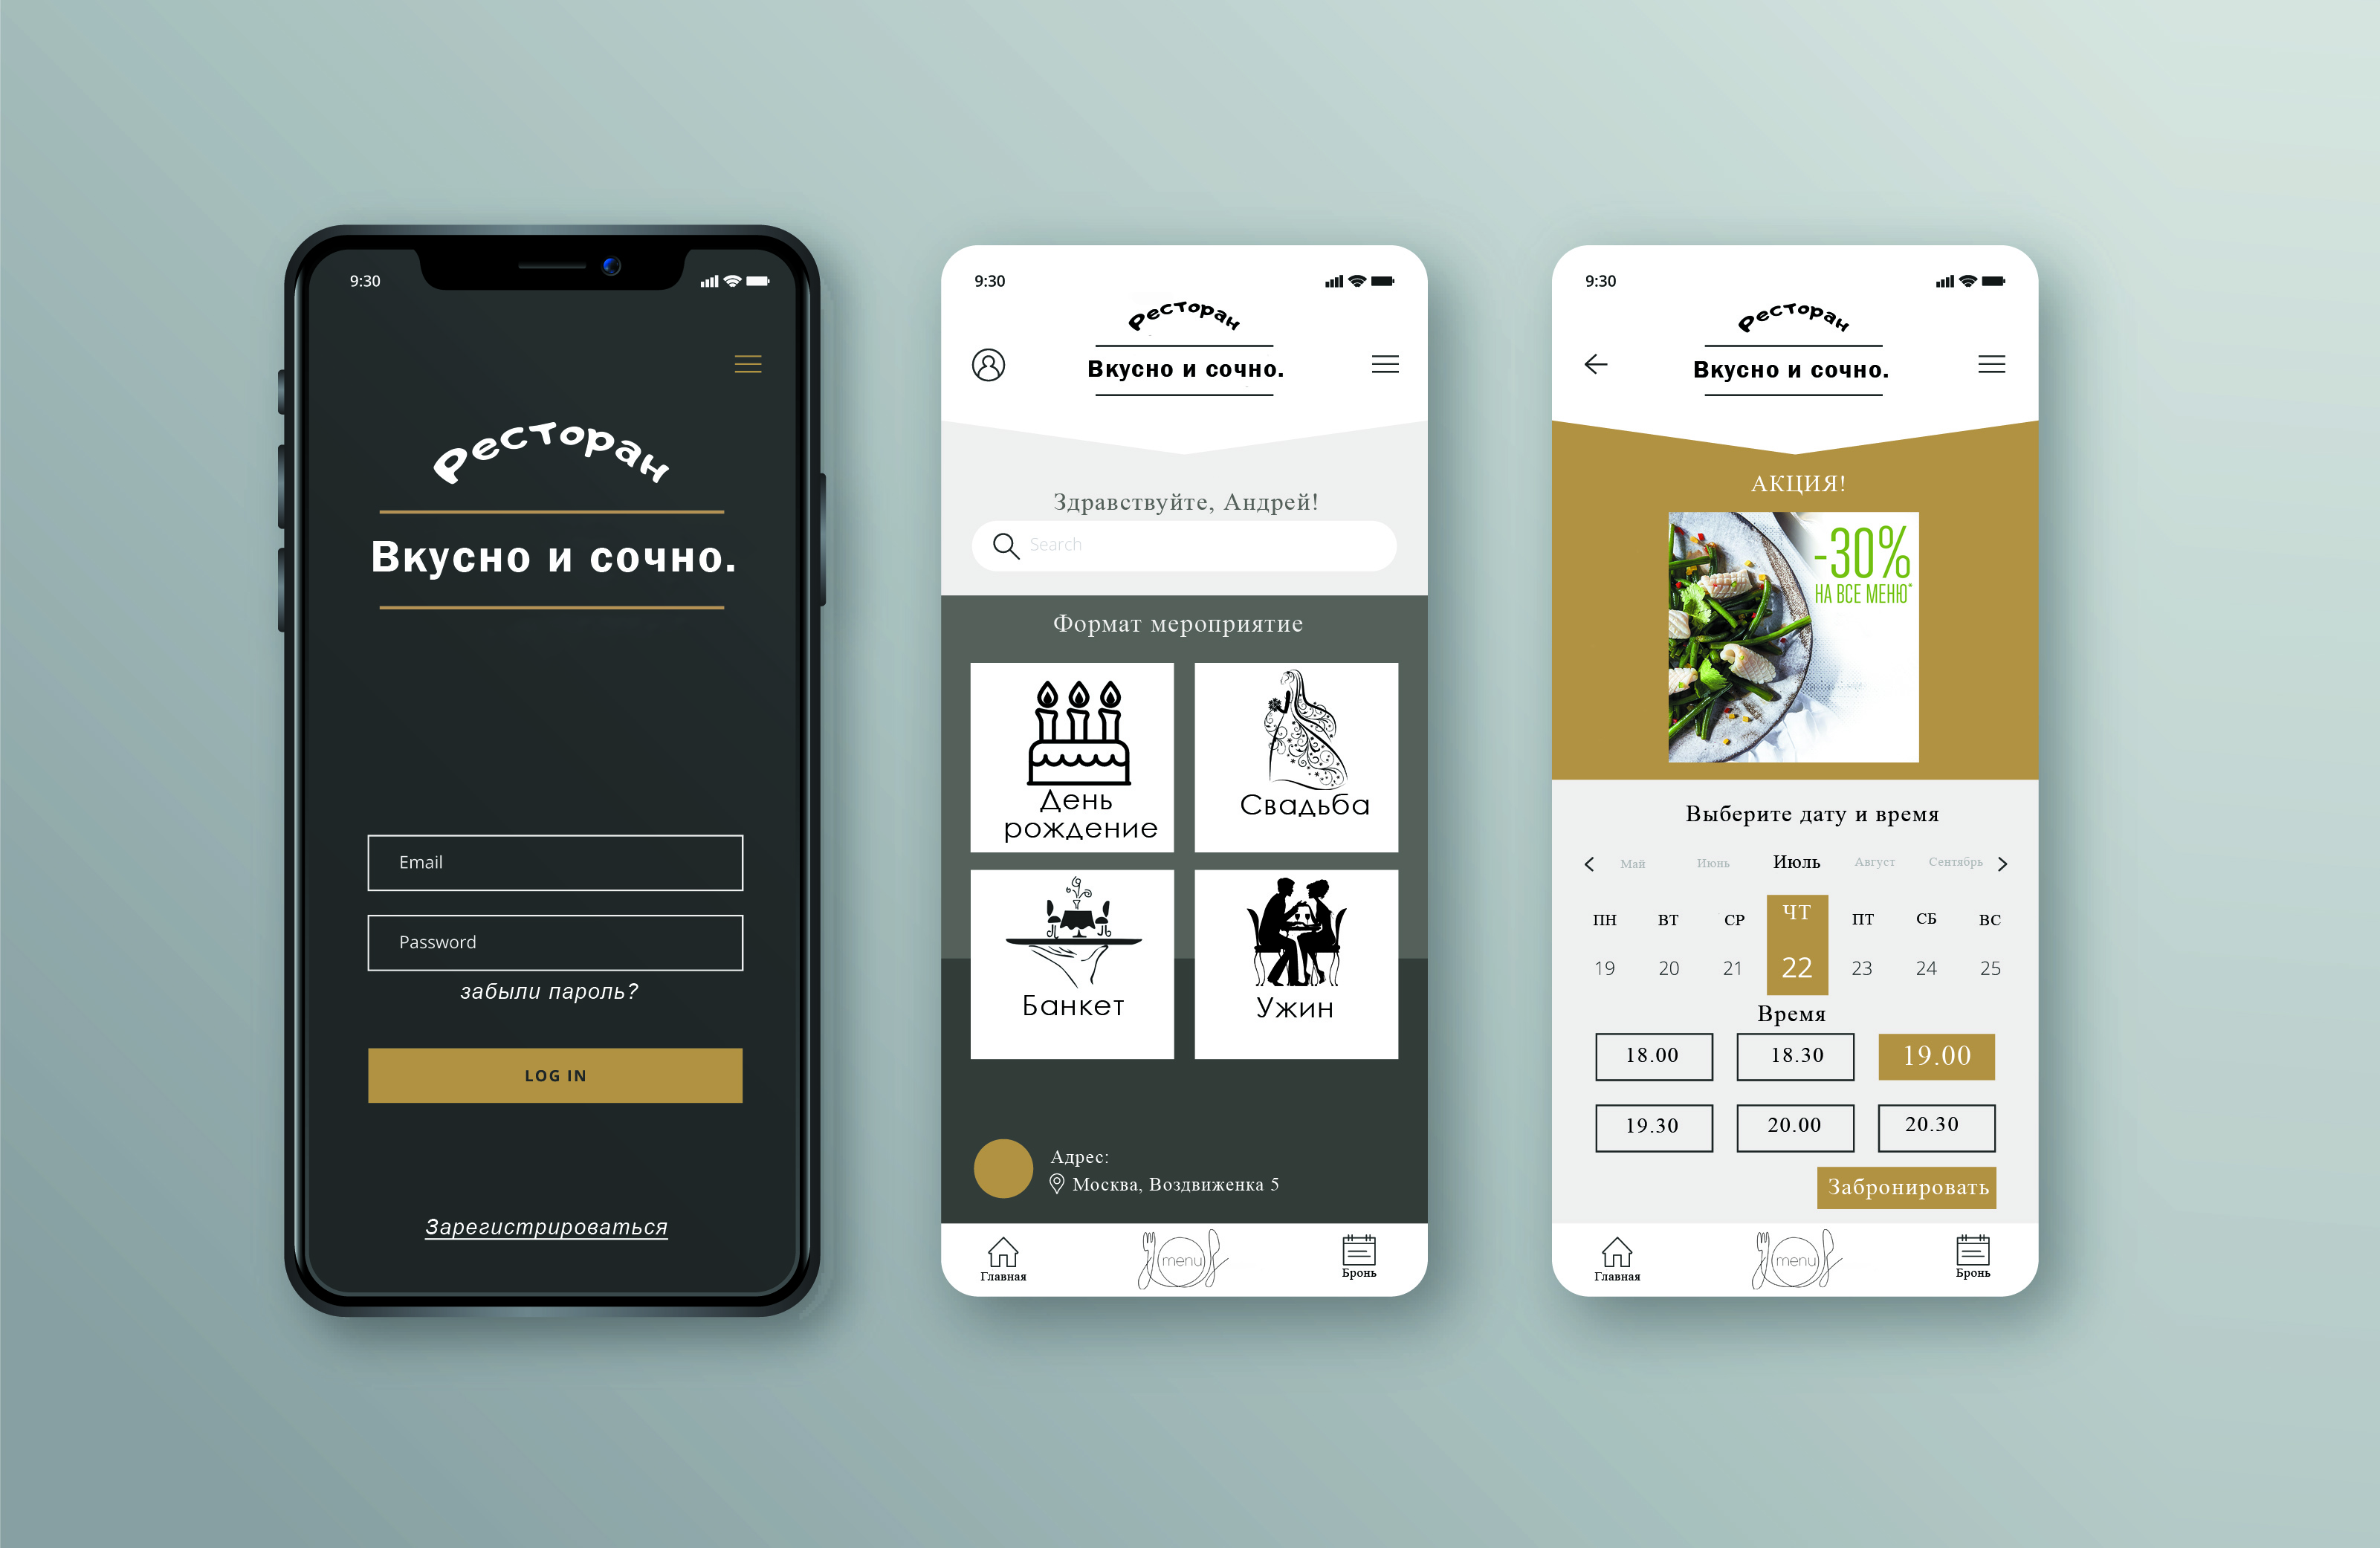 9:30
Ресторан
Вкусно и сочно.
Email
Password
забыли пароль?
LOG IN
Зарегистрироваться
9:30
Ресторан
Вкусно и сочно.
Здравствуйте, Андрей!
Search
Формат мероприятие
День
рождение
Свадьба
Банкет
Ужин
Адрес:
Москва, Воздвиженка 5
Главная
menu
Бронь
9:30
Ресторан
Вкусно и сочно.
АКЦИЯ!
-30%
НА ВСЕ МЕНЮ*
Выберите дату и время
Май Июнь Июль Август Сентябрь
ПН ВТ СР ЧТ ПТ СБ ВС
19 20 21 22 23 24 25
Время
18.00 18.30 19.00
19.30 20.00 20.30
Забронировать
Главная
menu
Бронь